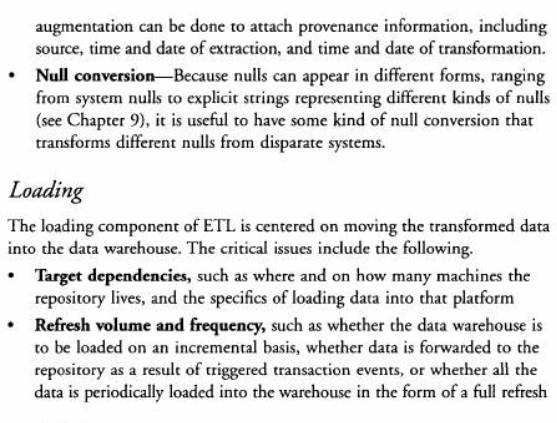 augmentation can be done to attach provenance information, including
source, time and date of extraction, and time and date of transformation.
• Null conversion—Because nulls can appear in different forms, ranging
from system nulls to explicit strings representing different kinds of nulls
(see Chapter 9), it is useful to have some kind of null conversion that
transforms different nulls from disparate systems.
Loading
The loading component of ETL is centered on moving the transformed data
into the data warehouse. The critical issues include the following.
• Target dependencies, such as where and on how many machines the
repository lives, and the specifics of loading data into that platform
• Refresh volume and frequency, such as whether the data warehouse is
to be loaded on an incremental basis, whether data is forwarded to the
repository as a result of triggered transaction events, or whether all the
data is periodically loaded into the warehouse in the form of a full refresh